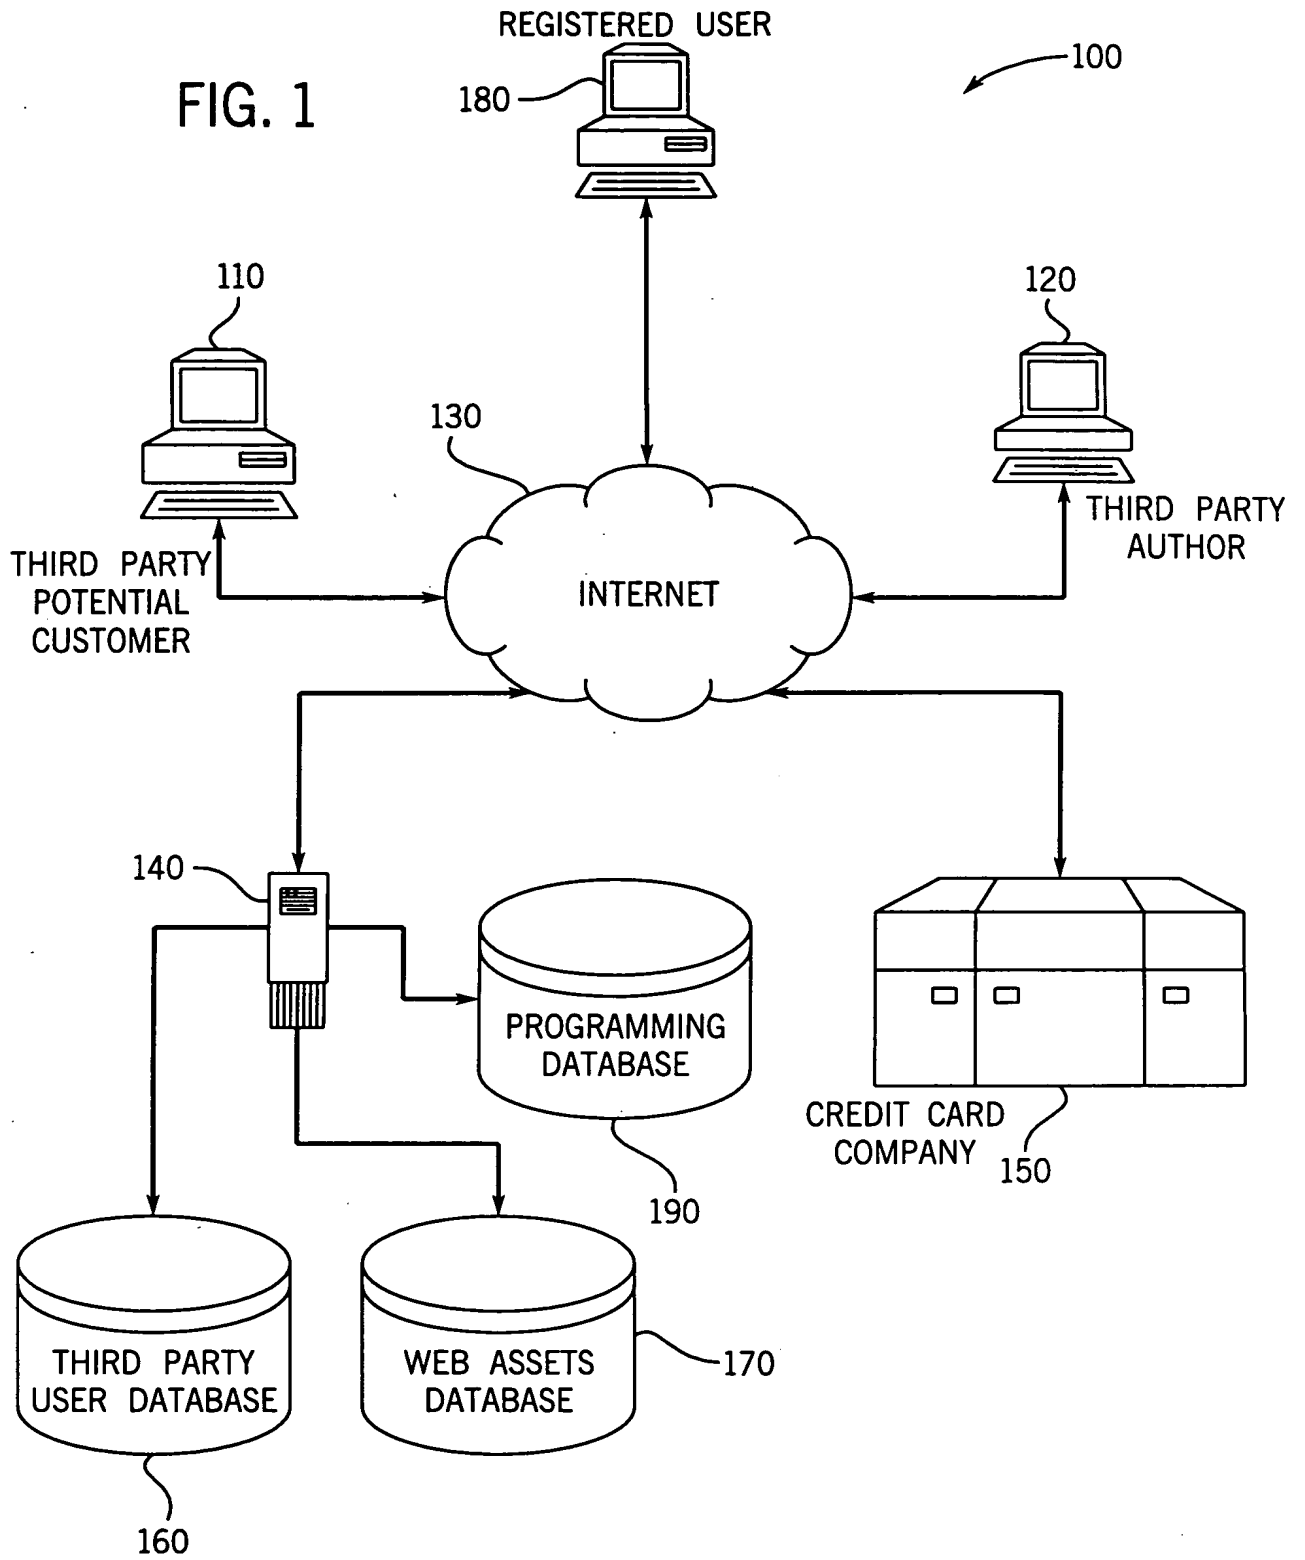 REGISTERED USER
100
FIG. 1
180
110
120
130
THIRD PARTY
AUTHOR
THIRD PARTY
POTENTIAL
CUSTOMER
INTERNET
140
PROGRAMMING
DATABASE
CREDIT CARD
COMPANY
150
190
THIRD PARTY
USER DATABASE
WEB ASSETS
DATABASE
170
160